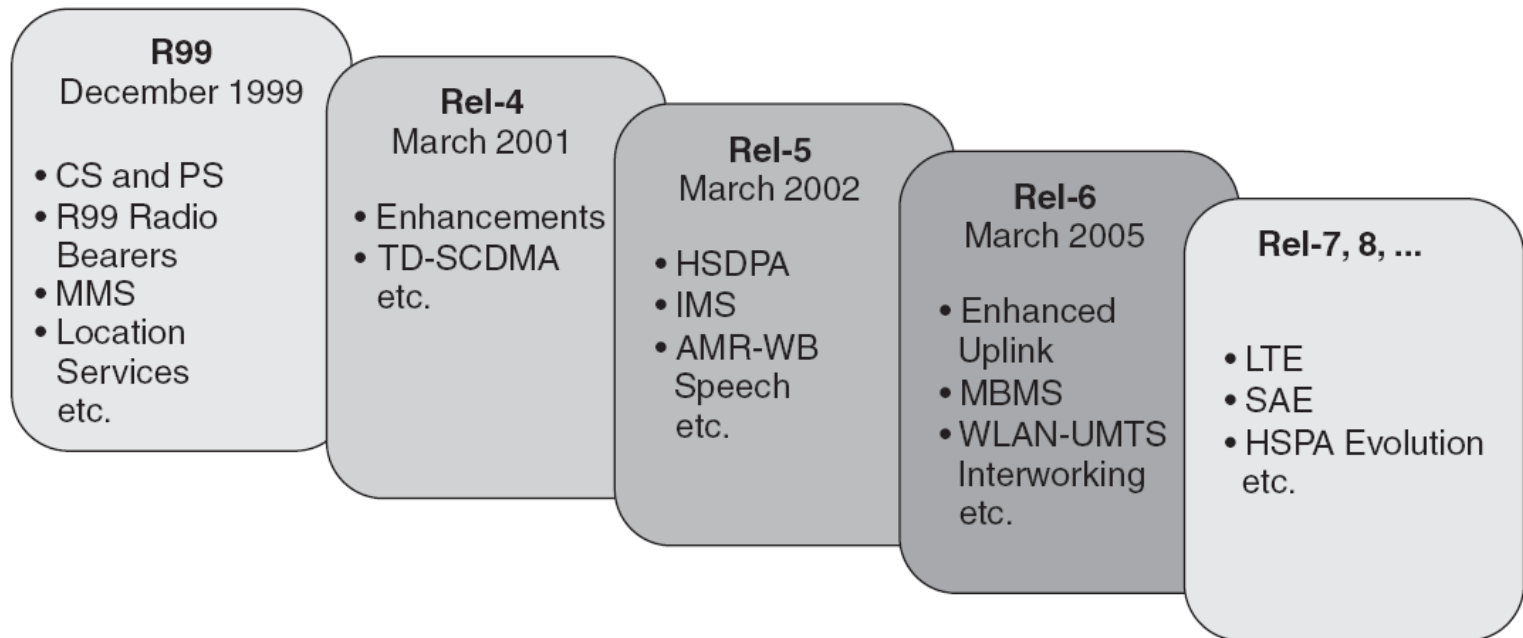 R99
December 1999
• CS and PS
• R99 Radio
Bearers
• MMS
• Location
Services
etc.
Rel-4
March 2001
• Enhancements
• TD-SCDMA
etc.
Rel-5
March 2002
• HSDPA
• IMS
• AMR-WB
Speech
etc.
Rel-6
March 2005
• Enhanced
Uplink
• MBMS
• WLAN-UMTS
Interworking
etc.
Rel-7, 8, ...
• LTE
• SAE
• HSPA Evolution
etc.